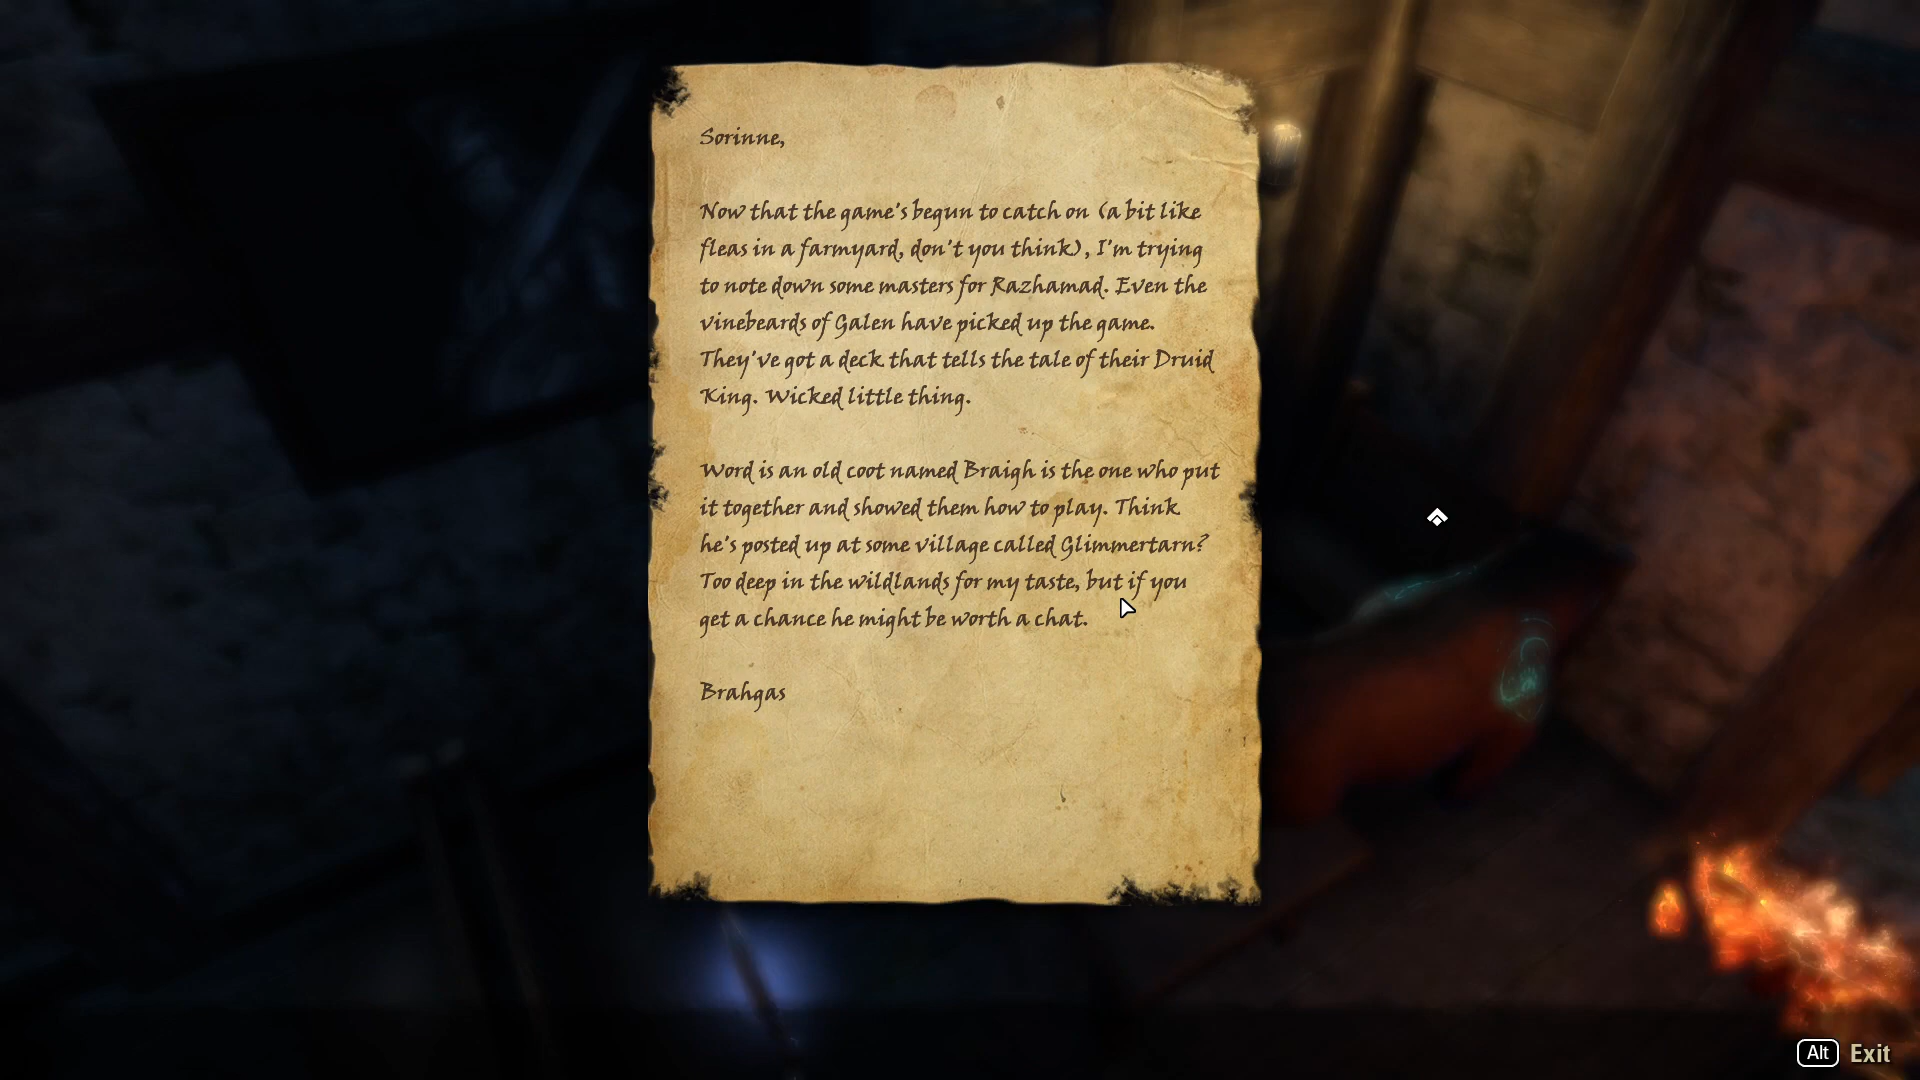 Sorinne,
Now that the game's begun to catch on (a bit like
fleas in a farmyard, don't you think), I'm trying
to note down some masters for Razhamad. Even the
vinebeards of Galen have picked up the game.
They've got a deck that tells the tale of their Druid
King. Wicked little thing.
Word is an old coot named Braigh is the one who put
it together and showed them how to play. Think
he's posted up at some village called Glimmertarn?
Too deep in the wildlands for my taste, but if you
get a chance he might be worth a chat.
Brahgas
Alt Exit